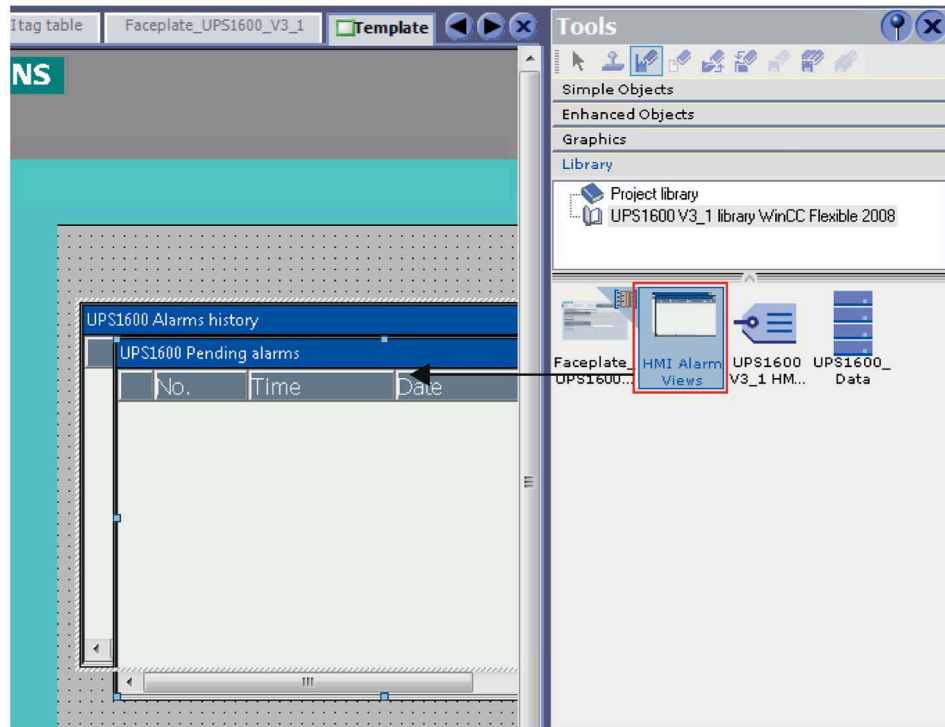 Itag table
Faceplate_UPS1600_V3_1
Template
NS
UPS1600 Alarms history
UPS1600 Pending alarms
No.
Time
Date
Tools
Simple Objects
Enhanced Objects
Graphics
Library
Project library
UPS1600 V3_1 library WinCC Flexible 2008
Faceplate_
UPS1600...
HMI Alarm
Views
UPS1600
V3_1 HM...
UPS1600_
Data